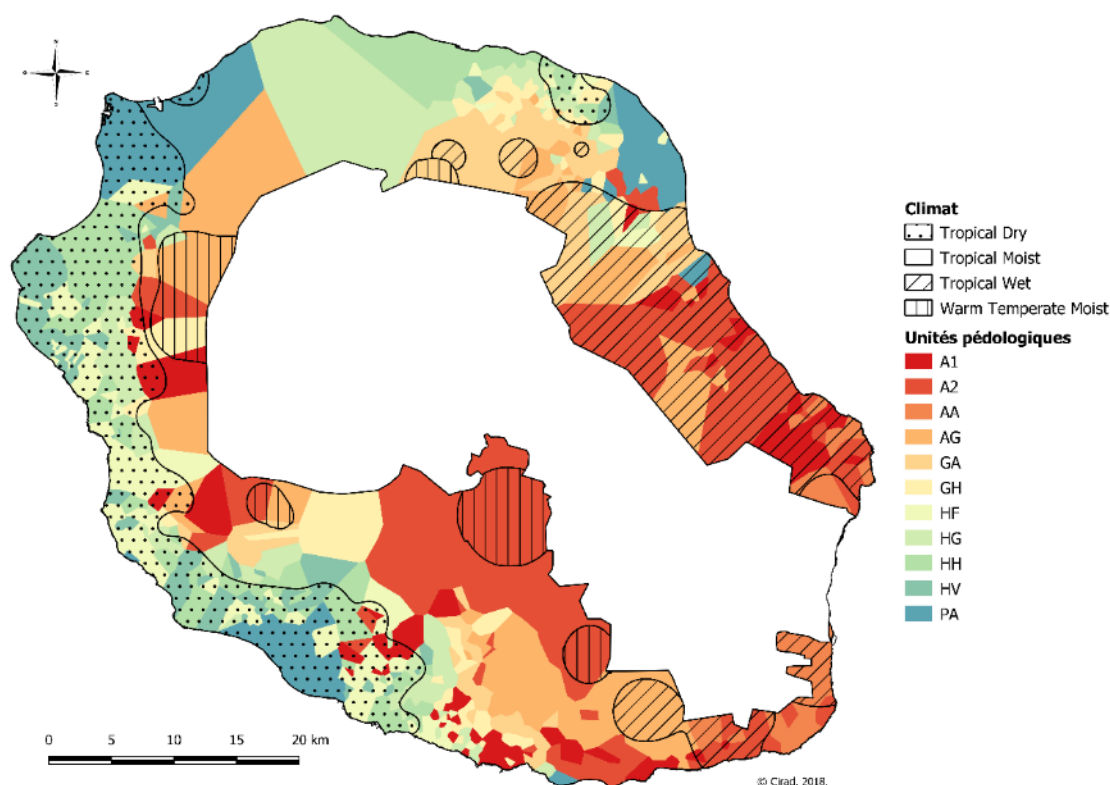 N
Climat
Tropical Dry
Tropical Moist
Tropical Wet
Warm Temperate Moist
Unités pédologiques
A1
A2
AA
AG
GA
GH
HF
HG
HH
HV
PA
0 5 10 15 20 km
© Cirad, 2018.